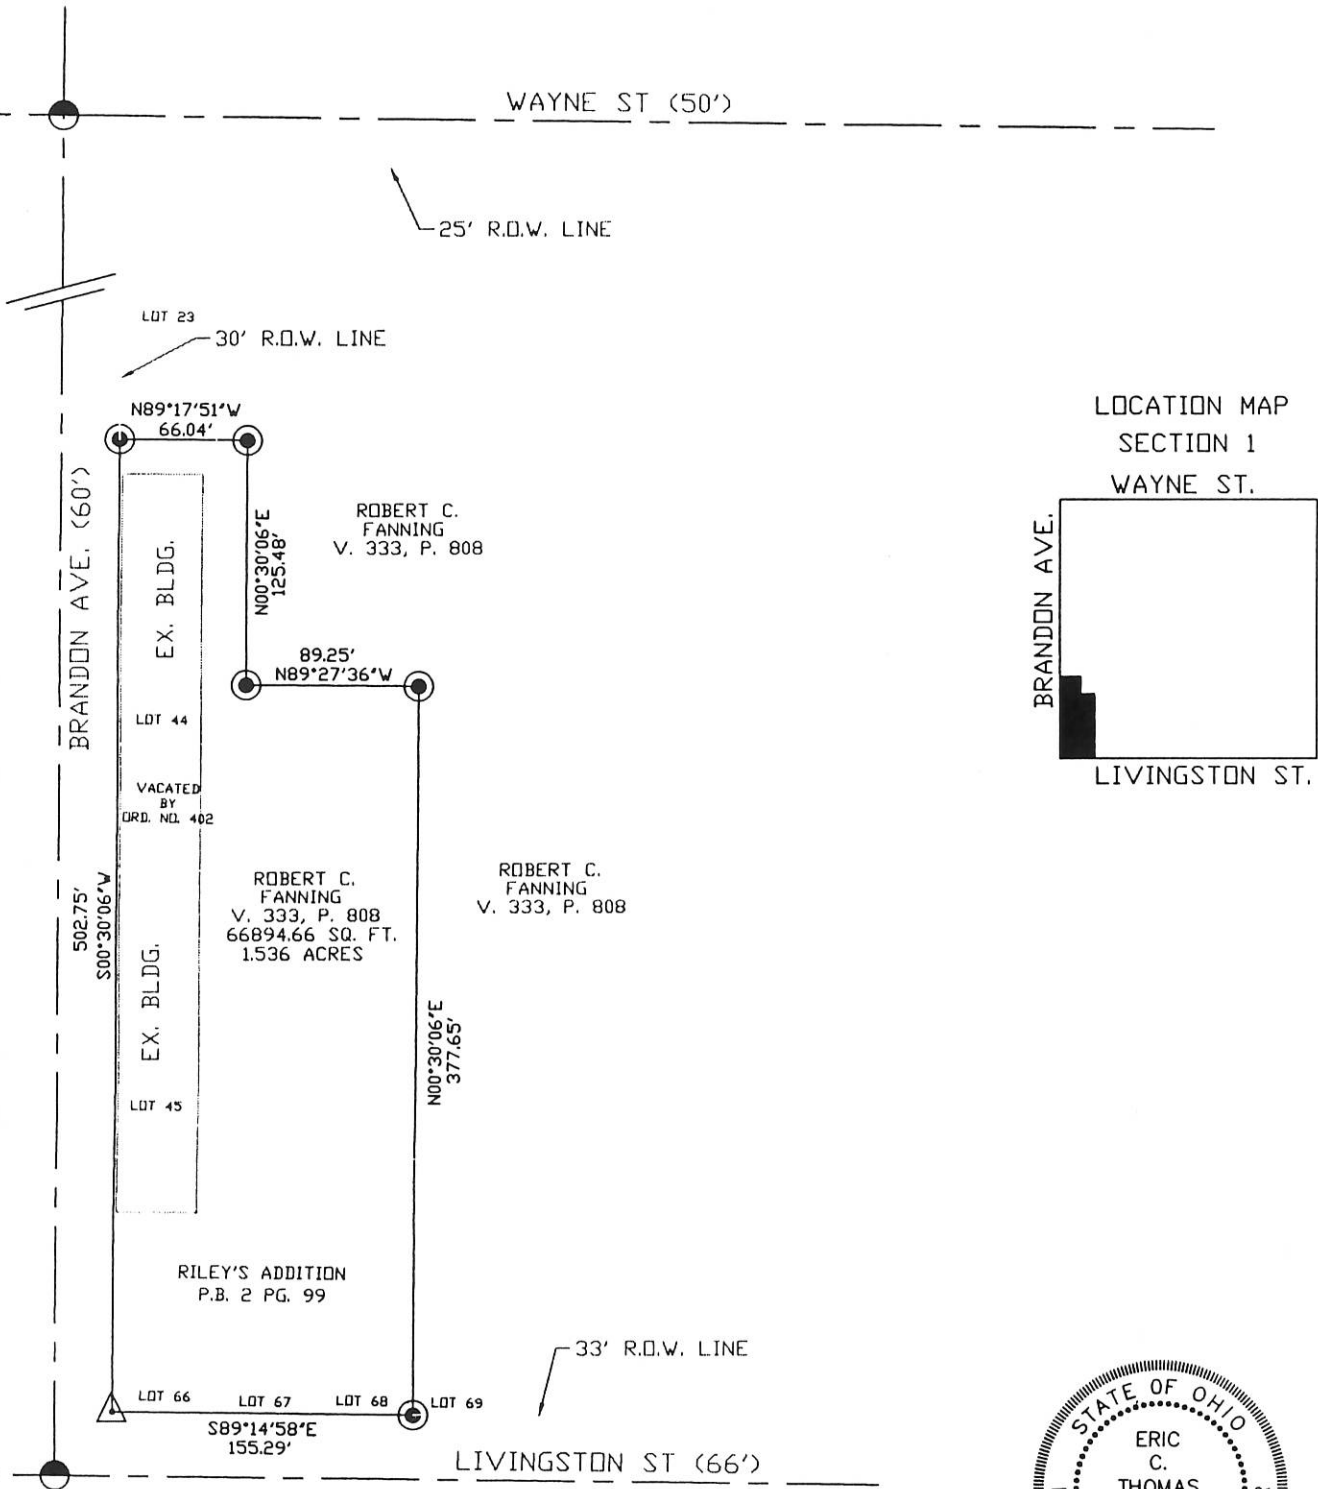 WAYNE ST (50')
25' R.O.W. LINE
LOT 23
30' R.O.W. LINE
N89°17'51"W
66.04'
BRANDON AVE. (60')
EX. BLDG.
N00°30'06"E
125.48'
ROBERT C.
FANNING
V. 333, P. 808
89.25'
N89°27'36"W
LOT 44
VACATED
BY
ORD. NO. 402
502.75'
S00°30'06"W
EX. BLDG.
ROBERT C.
FANNING
V. 333, P. 808
66894.66 SQ. FT.
1.536 ACRES
ROBERT C.
FANNING
V. 333, P. 808
N00°30'06"E
377.65'
LOT 45
RILEY'S ADDITION
P.B. 2 PG. 99
33' R.O.W. LINE
LOT 66
LOT 67
LOT 68
LOT 69
S89°14'58"E
155.29'
LIVINGSTON ST (66')
LOCATION MAP
SECTION 1
WAYNE ST.
BRANDON AVE.
LIVINGSTON ST.
STATE OF OHIO
ERIC
C.
THOMAS